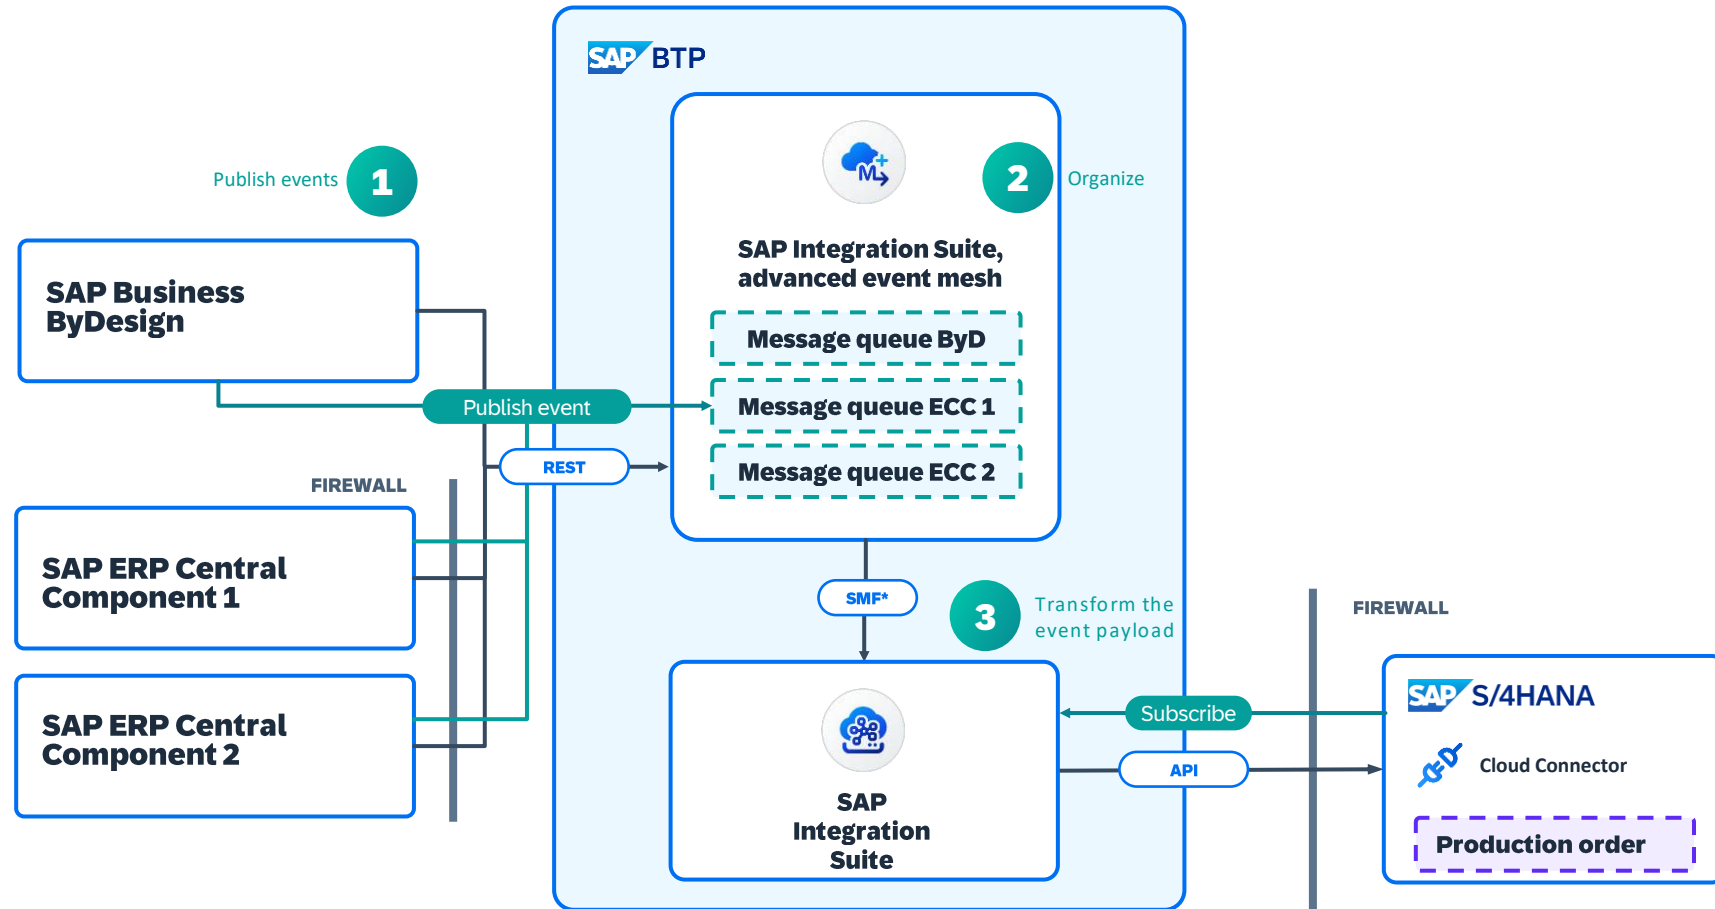 SAP BTP
Publish events 1
2 Organize
SAP Integration Suite,
advanced event mesh
SAP Business
ByDesign
Message queue ByD
Publish event
Message queue ECC 1
REST
Message queue ECC 2
FIREWALL
SAP ERP Central
Component 1
SMF*
3
Transform the
event payload
FIREWALL
SAP ERP Central
Component 2
SAP S/4HANA
Subscribe
API
Cloud Connector
SAP
Integration
Suite
Production order